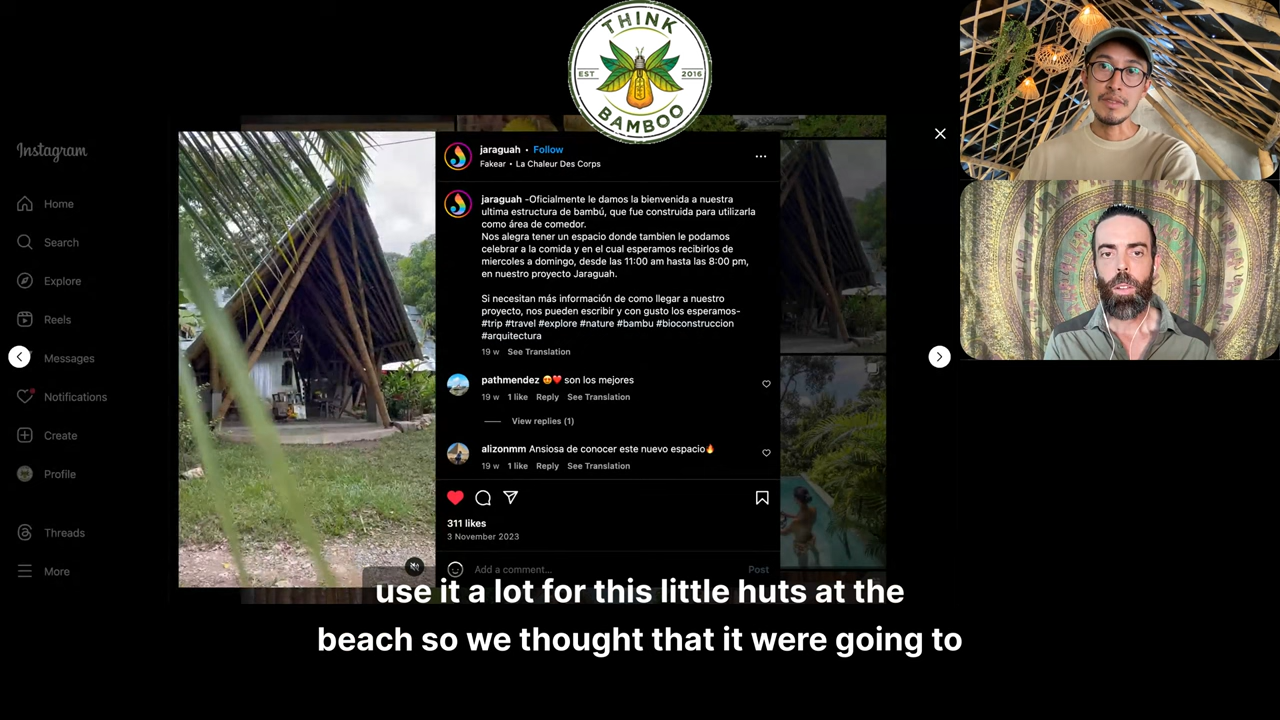 THINK
EST 2016
BAMBOO
Instagram
Home
Search
Explore
Reels
Messages
Notifications
Create
Profile
Threads
More
jaraguah • Follow
Fakear • La Chaleur Des Corps
jaraguah -Oficialmente le damos la bienvenida a nuestra
ultima estructura de bambú, que fue construida para utilizarla
como área de comedor.
Nos alegra tener un espacio donde tambien le podamos
celebrar a la comida y en el cual esperamos recibirlos de
miercoles a domingo, desde las 11:00 am hasta las 8:00 pm,
en nuestro proyecto Jaraguah.
Si necesitan más información de como llegar a nuestro
proyecto, nos pueden escribir y con gusto los esperamos-
#trip #travel #explore #nature #bambu #bioconstruccion
#arquitectura
19 w See Translation
pathmendez 😍❤️ son los mejores
19 w 1 like Reply See Translation
View replies (1)
alizonmm Ansiosa de conocer este nuevo espacio🔥
19 w 1 like Reply See Translation
311 likes
3 November 2023
Add a comment... Post
use it a lot for this little huts at the
beach so we thought that it were going to